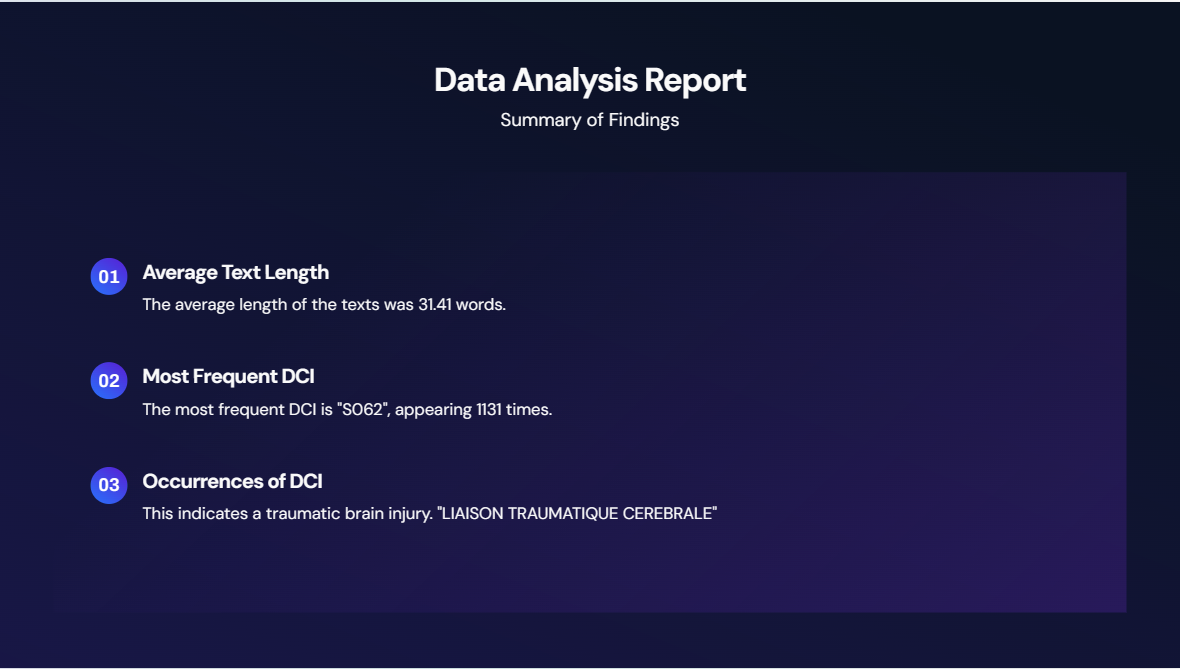 Data Analysis Report
Summary of Findings
01
Average Text Length
The average length of the texts was 31.41 words.
02
Most Frequent DCI
The most frequent DCI is "S062", appearing 1131 times.
03
Occurrences of DCI
This indicates a traumatic brain injury. "LIAISON TRAUMATIQUE CEREBRALE"